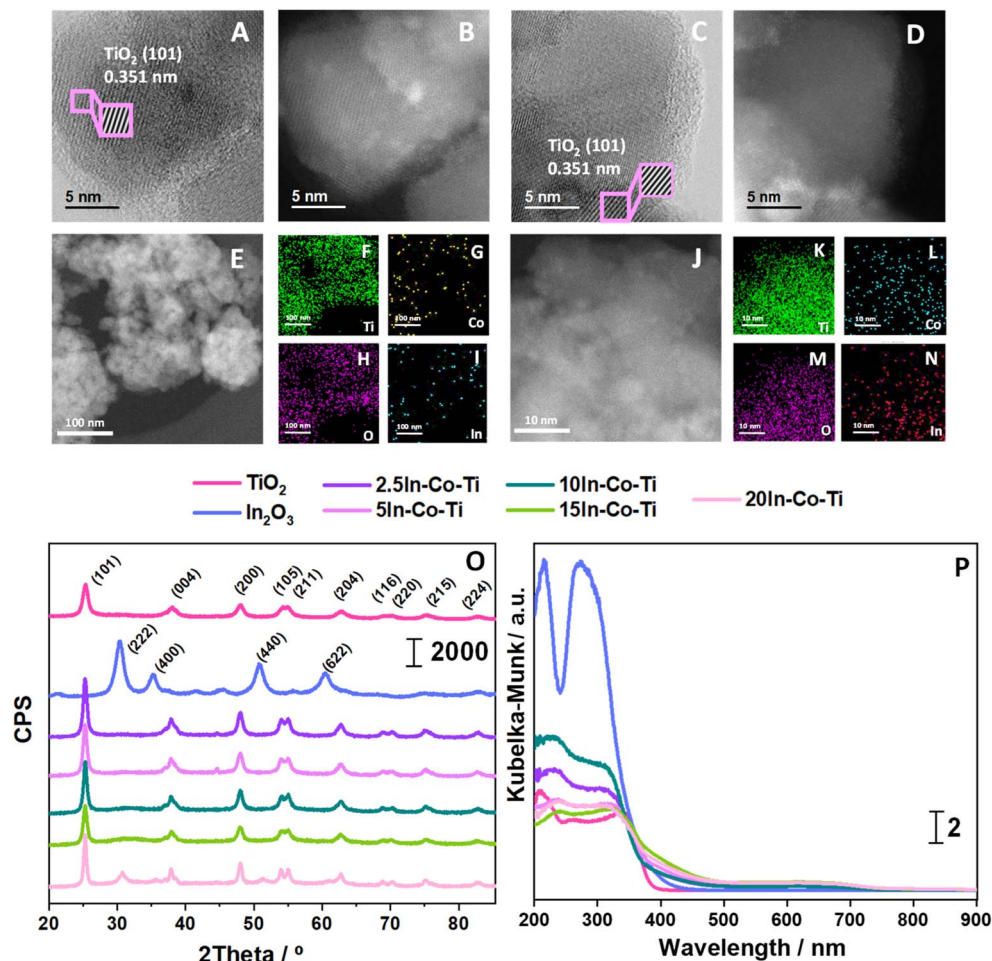 A
TiO2 (101)
0.351 nm
5 nm
B
5 nm
C
TiO2 (101)
0.351 nm
5 nm
D
5 nm
E
100 nm
F
100 nm
Ti
G
100 nm
Co
H
100 nm
O
I
100 nm
In
J
10 nm
K
10 nm
Ti
L
10 nm
Co
M
10 nm
O
N
10 nm
In
TiO2 2.5In-Co-Ti 10In-Co-Ti 20In-Co-Ti
In2O3 5In-Co-Ti 15In-Co-Ti
O
(101) (004) (200) (105) (211) (204) (116) (220) (215) (224)
(222) (400) (440) (622)
2000
CPS
20 30 40 50 60 70 80
2Theta / º
P
Kubelka-Munk / a.u.
2
200 300 400 500 600 700 800 900
Wavelength / nm